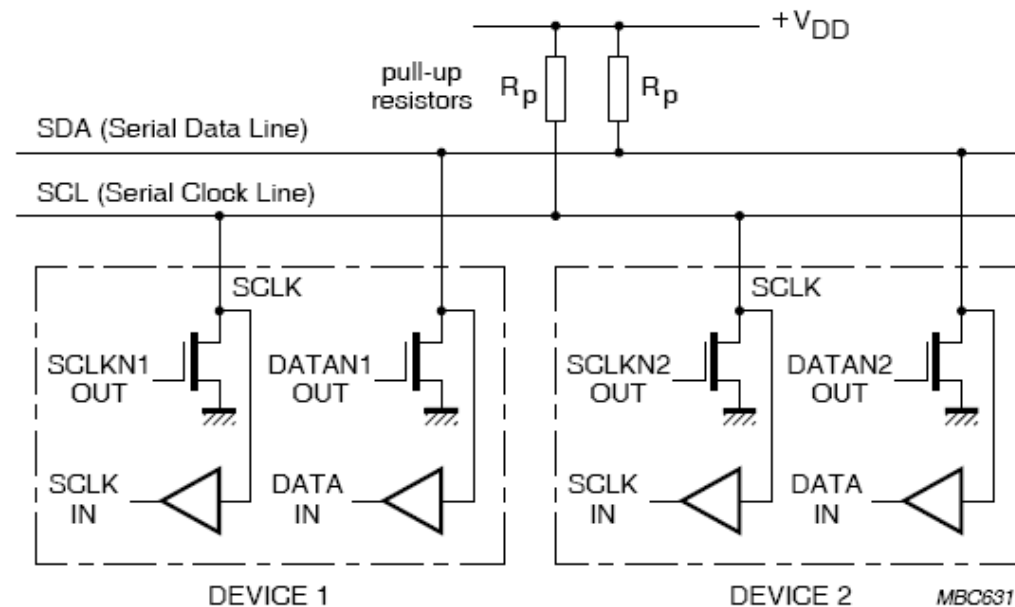 +VDD
pull-up
resistors
Rp
Rp
SDA (Serial Data Line)
SCL (Serial Clock Line)
SCLK
SCLK
SCLKN1
OUT
DATAN1
OUT
SCLKN2
OUT
DATAN2
OUT
SCLK
IN
DATA
IN
SCLK
IN
DATA
IN
DEVICE 1
DEVICE 2
MBC631